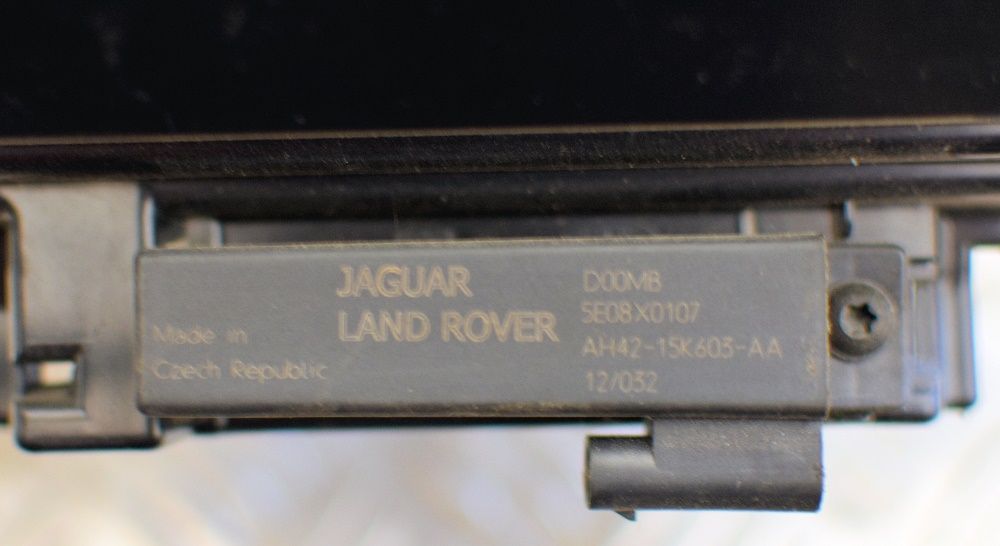 JAGUAR
LAND ROVER
Made in
Czech Republic
D00MB
5E08X0107
AH42-15K603-AA
12/032